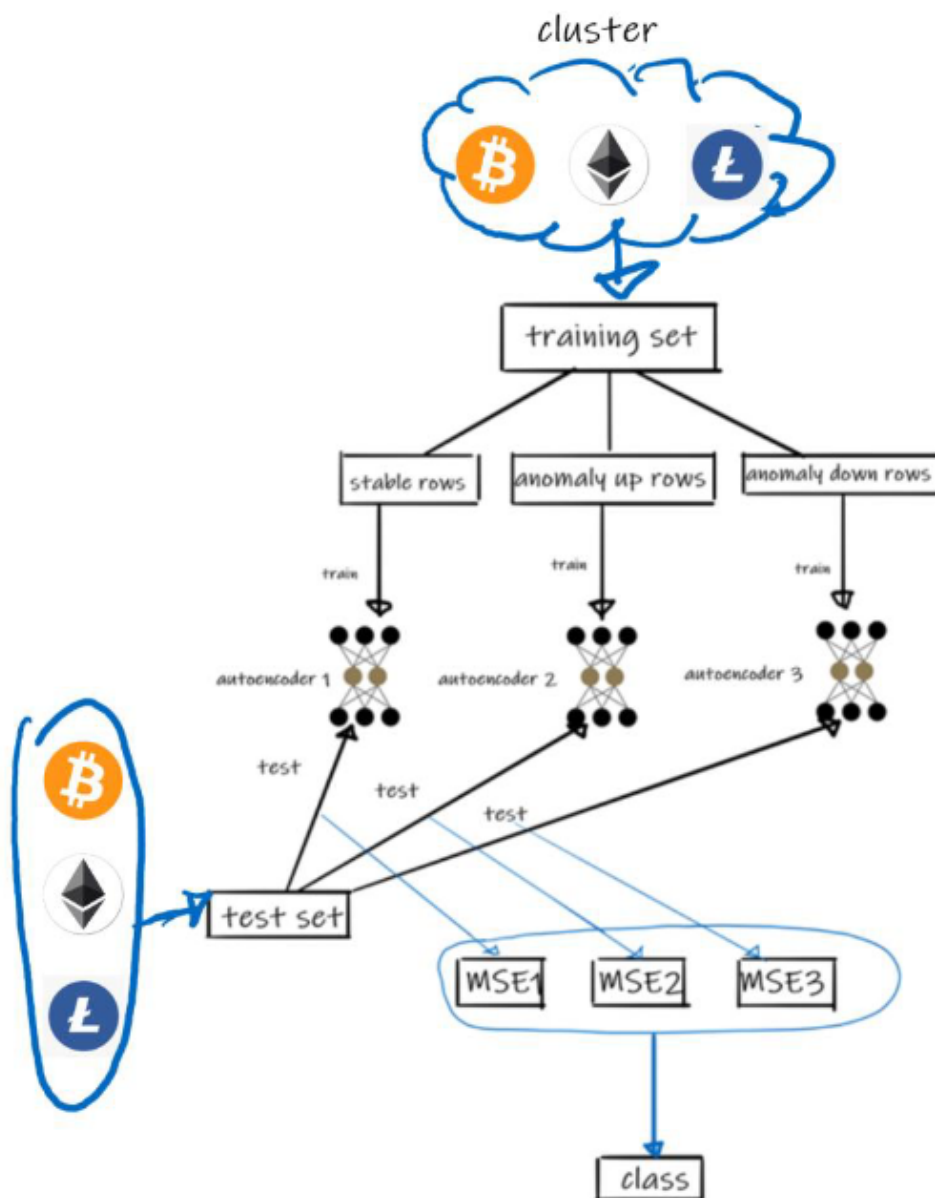 cluster
training set
stable rows
anomaly up rows
anomaly down rows
train
train
train
autoencoder 1
autoencoder 2
autoencoder 3
test
test
test
test set
MSE1
MSE2
MSE3
class